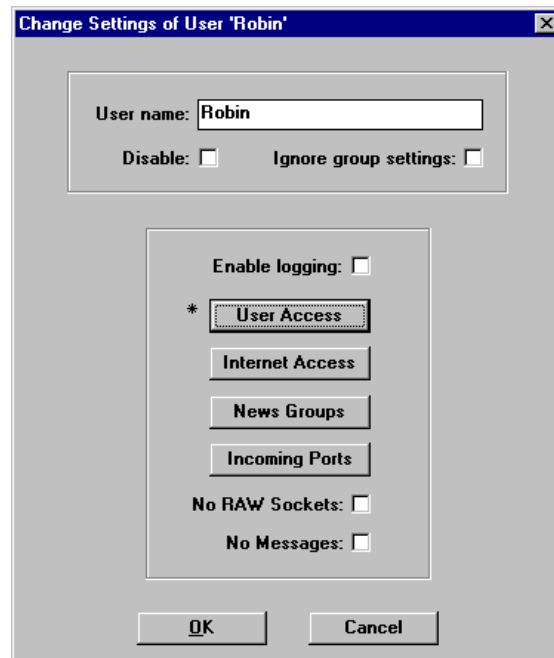 Change Settings of User 'Robin'
User name: Robin
Disable: Ignore group settings:
Enable logging:
* User Access
Internet Access
News Groups
Incoming Ports
No RAW Sockets:
No Messages:
OK Cancel